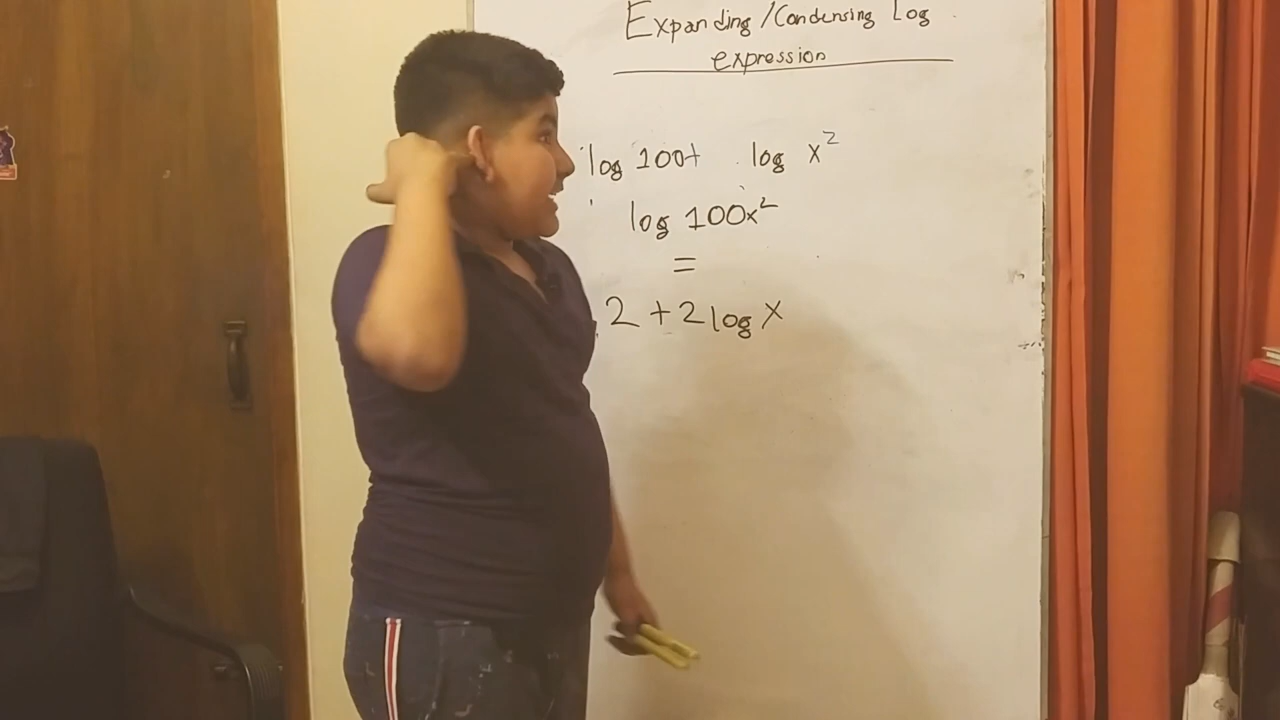 Expanding/Condensing Log
expression
log 100+ log x²
log 100x²
=
2 + 2 log x